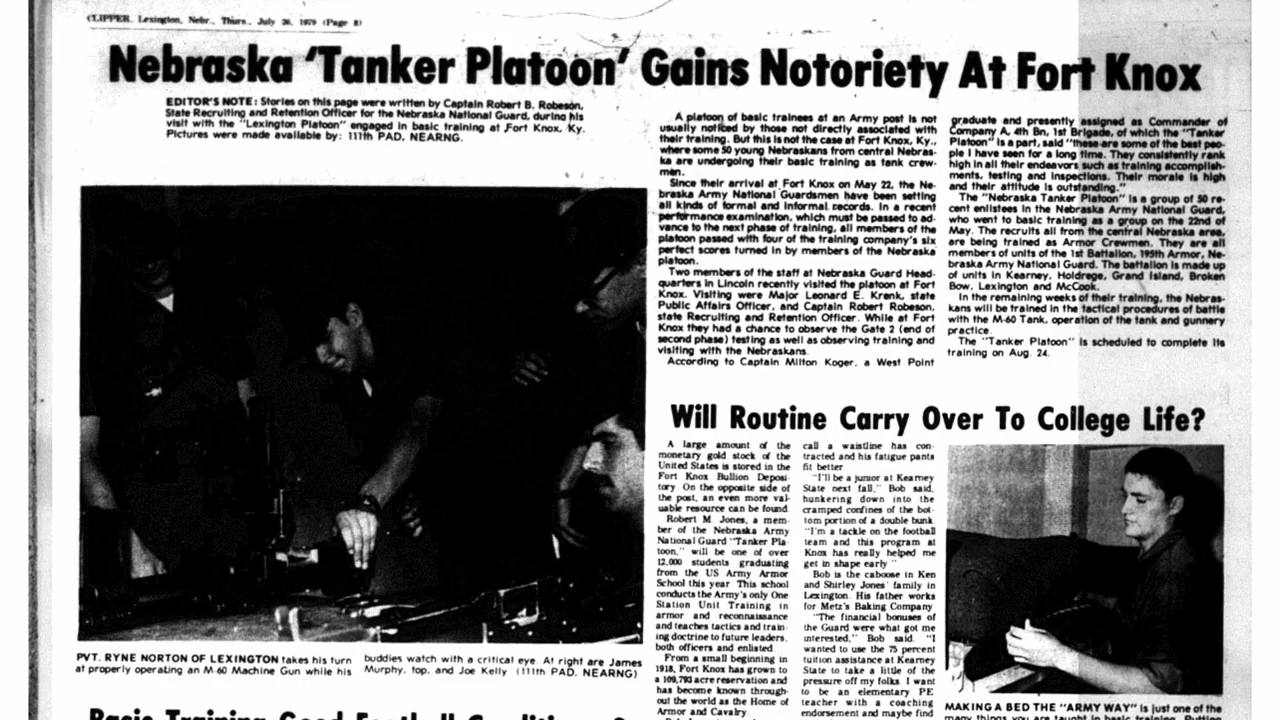 CLIPPER, Lexington, Nebr., Thurs., July 26, 1979 (Page 8)
Nebraska 'Tanker Platoon' Gains Notoriety At Fort Knox
EDITOR'S NOTE: Stories on this page were written by Captain Robert B. Robeson,
State Recruiting and Retention Officer for the Nebraska National Guard, during his
visit with the "Lexington Platoon" engaged in basic training at Fort Knox, Ky.
Pictures were made available by: 111th PAD, NEARNG.
A platoon of basic trainees at an Army post is not
usually noticed by those not directly associated with
their training. But this is not the case at Fort Knox, Ky.,
where some 50 young Nebraskans from central Nebras-
ka are undergoing their basic training as tank crew-
men.
Since their arrival at Fort Knox on May 22, the Ne-
braska Army National Guardsmen have been setting
all kinds of formal and informal records. In a recent
performance examination, which must be passed to ad-
vance to the next phase of training, all members of the
platoon passed with four of the training company's six
perfect scores turned in by members of the Nebraska
platoon.
Two members of the staff at Nebraska Guard Head-
quarters in Lincoln recently visited the platoon at Fort
Knox. Visiting were Major Leonard E. Krenk, state
Public Affairs Officer, and Captain Robert Robeson,
state Recruiting and Retention Officer. While at Fort
Knox they had a chance to observe the Gate 2 (end of
second phase) testing as well as observing training and
visiting with the Nebraskans.
According to Captain Milton Koger, a West Point
graduate and presently assigned as Commander of
Company A, 4th Bn, 1st Brigade, of which the "Tanker
Platoon" is a part, said "these are some of the best peo-
ple I have seen for a long time. They consistently rank
high in all their endeavors such as training accomplish-
ments, testing and inspections. Their morale is high
and their attitude is outstanding."
The "Nebraska Tanker Platoon" is a group of 50 re-
cent enlistees in the Nebraska Army National Guard,
who went to basic training as a group on the 22nd of
May. The recruits all from the central Nebraska area,
are being trained as Armor Crewmen. They are all
members of units of the 1st Battalion, 195th Armor, Ne-
braska Army National Guard. The battalion is made up
of units in Kearney, Holdrege, Grand Island, Broken
Bow, Lexington and McCook.
In the remaining weeks of their training, the Nebras-
kans will be trained in the tactical procedures of battle
with the M-60 Tank, operation of the tank and gunnery
practice.
The "Tanker Platoon" is scheduled to complete its
training on Aug. 24.
Will Routine Carry Over To College Life?
A large amount of the
monetary gold stock of the
United States is stored in the
Fort Knox Bullion Deposi-
tory. On the opposite side of
the post, an even more val-
uable resource can be found.
Robert M. Jones, a mem-
ber of the Nebraska Army
National Guard "Tanker Pla-
toon," will be one of over
12,000 students graduating
from the US Army Armor
School this year. This school
conducts the Army's only One
Station Unit Training in
armor and reconnaissance
and teaches tactics and train-
ing doctrine to future leaders,
both officers and enlisted.
From a small beginning in
1918, Fort Knox has grown to
a 109,793 acre reservation and
has become known through-
out the world as the Home of
Armor and Cavalry.
call a waistline has con-
tracted and his fatigue pants
fit better
"I'll be a junior at Kearney
State next fall," Bob said,
hunkering down into the
cramped confines of the bot-
tom portion of a double bunk.
"I'm a tackle on the football
team and this program at
Knox has really helped me
get in shape early"
Bob is the caboose in Ken
and Shirley Jones' family in
Lexington. His father works
for Metz's Baking Company
"The financial bonuses of
the Guard were what got me
interested," Bob said. "I
wanted to use the 75 percent
tuition assistance at Kearney
State to take a little of the
pressure off my folks. I want
to be an elementary PE
teacher with a coaching
endorsement and maybe find
PVT. RYNE NORTON OF LEXINGTON takes his turn
at properly operating an M-60 Machine Gun while his
buddies watch with a critical eye. At right are James
Murphy, top, and Joe Kelly (111th PAD, NEARNG)
MAKING A BED THE "ARMY WAY" is just one of the
many things you are taught in basic training.